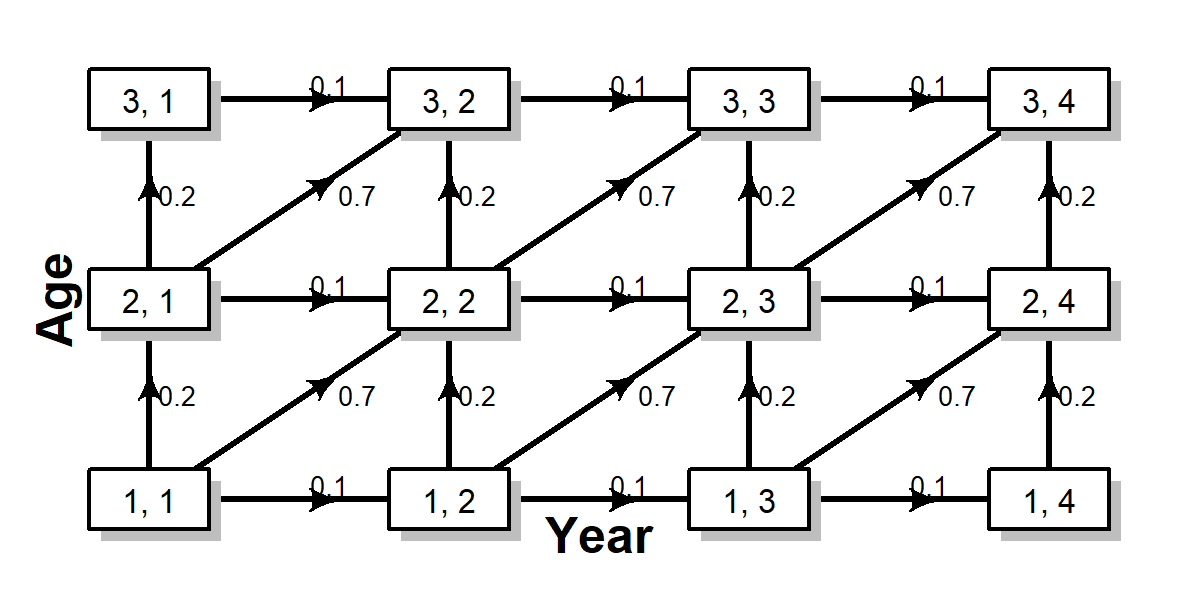 0.1 0.1 0.1
3, 1 3, 2 3, 3 3, 4
0.2 0.7 0.2 0.7 0.2 0.7 0.2
Age
0.1 0.1 0.1
2, 1 2, 2 2, 3 2, 4
0.2 0.7 0.2 0.7 0.2 0.7 0.2
0.1 0.1 0.1
1, 1 1, 2 1, 3 1, 4
Year